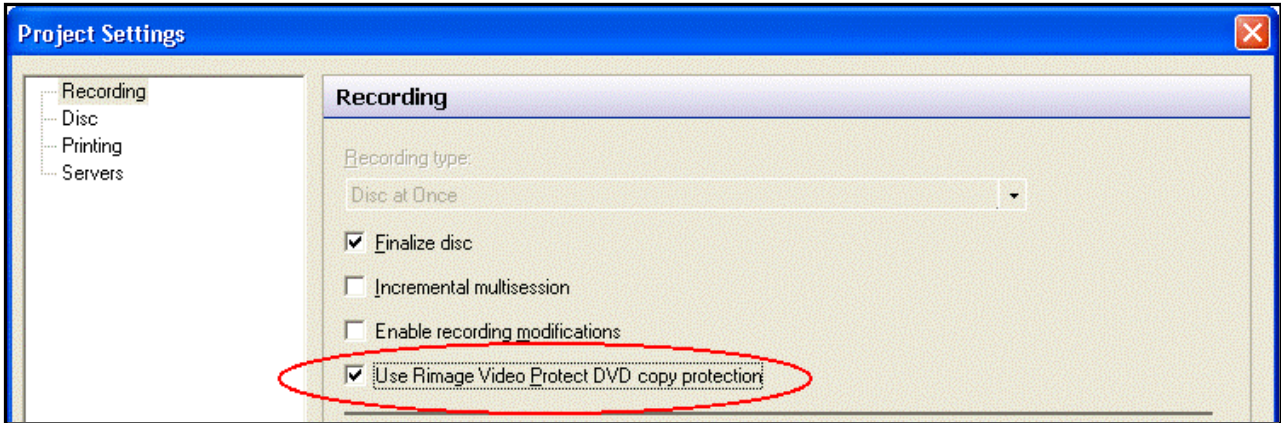 Project Settings
Recording
Disc
Printing
Servers
Recording
Recording type:
Disc at Once
Finalize disc
Incremental multisession
Enable recording modifications
Use Rimage Video Protect DVD copy protection